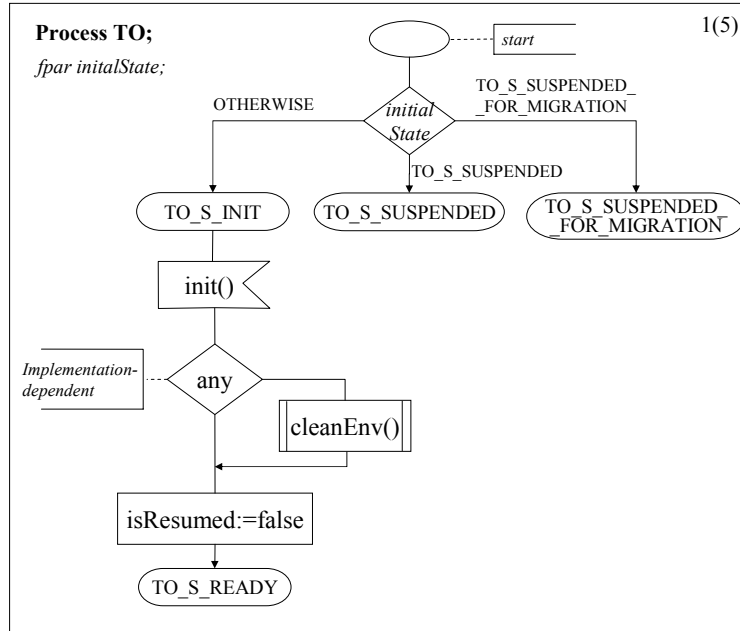 Process TO;
1(5)
fpar initalState;
start
OTHERWISE
initial
State
TO_S_SUSPENDED_
_FOR_MIGRATION
TO_S_SUSPENDED
TO_S_INIT
TO_S_SUSPENDED
TO_S_SUSPENDED_
_FOR_MIGRATION
init()
Implementation-
dependent
any
cleanEnv()
isResumed:=false
TO_S_READY